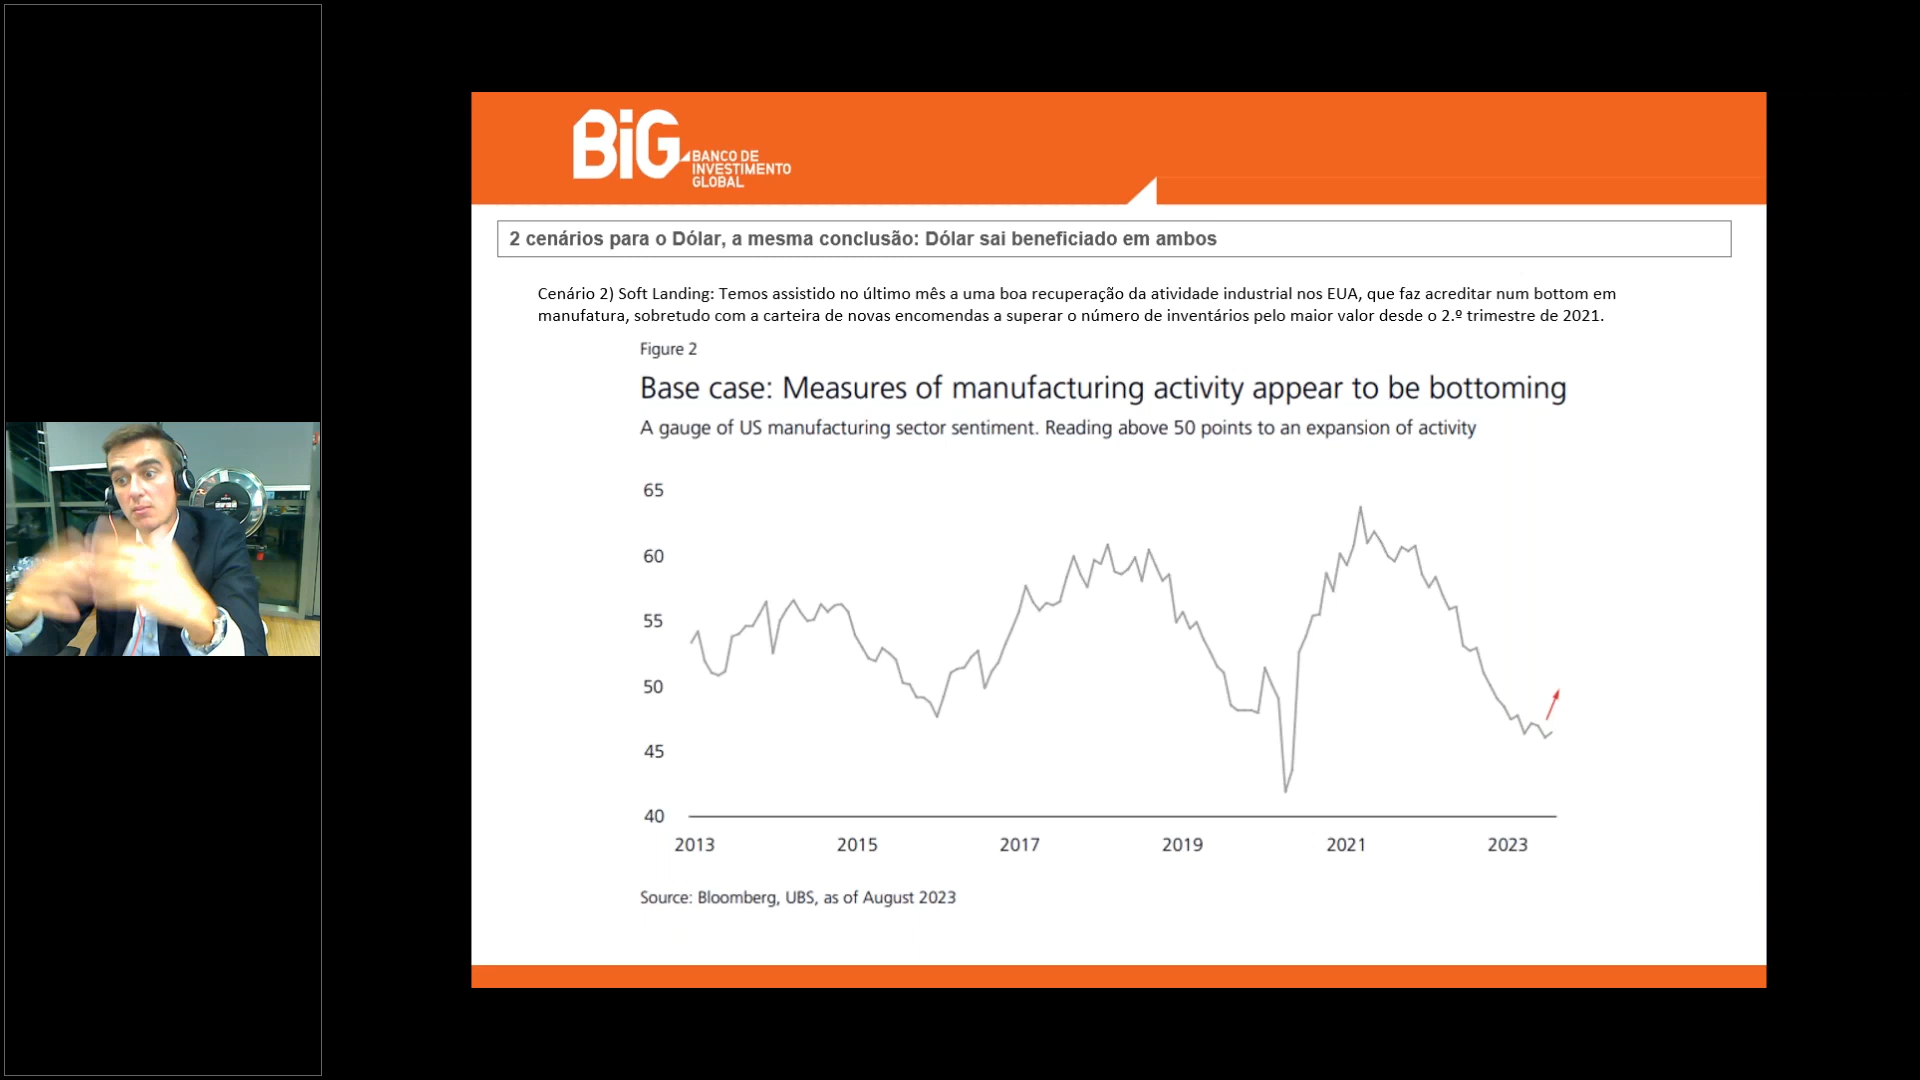 BiG
BANCO DE
INVESTIMENTO
GLOBAL
2 cenários para o Dólar, a mesma conclusão: Dólar sai beneficiado em ambos
Cenário 2) Soft Landing: Temos assistido no último mês a uma boa recuperação da atividade industrial nos EUA, que faz acreditar num bottom em
manufatura, sobretudo com a carteira de novas encomendas a superar o número de inventários pelo maior valor desde o 2.º trimestre de 2021.
Figure 2
Base case: Measures of manufacturing activity appear to be bottoming
A gauge of US manufacturing sector sentiment. Reading above 50 points to an expansion of activity
65
60
55
50
45
40
2013 2015 2017 2019 2021 2023
Source: Bloomberg, UBS, as of August 2023